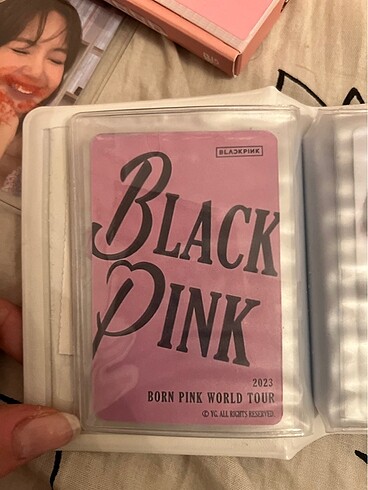 BLACKPINK
BLACK
PINK
2023
BORN PINK WORLD TOUR
© YG. ALL RIGHTS RESERVED.